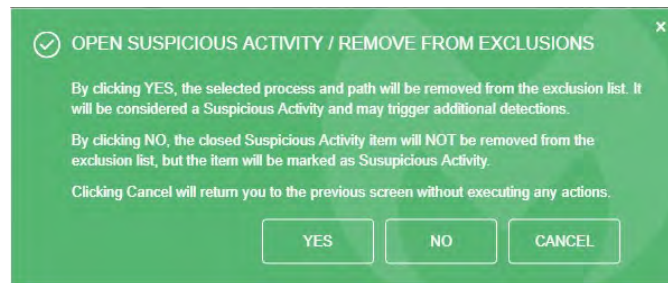 OPEN SUSPICIOUS ACTIVITY / REMOVE FROM EXCLUSIONS
By clicking YES, the selected process and path will be removed from the exclusion list. It
will be considered a Suspicious Activity and may trigger additional detections.
By clicking NO, the closed Suspicious Activity item will NOT be removed from the
exclusion list, but the item will be marked as Susupicious Activity.
Clicking Cancel will return you to the previous screen without executing any actions.
YES NO CANCEL